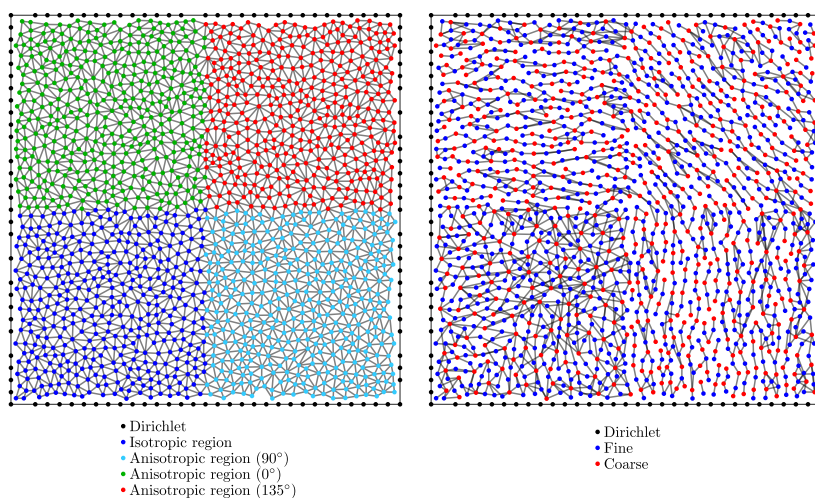 Dirichlet
Isotropic region
Anisotropic region (90°)
Anisotropic region (0°)
Anisotropic region (135°)
Dirichlet
Fine
Coarse